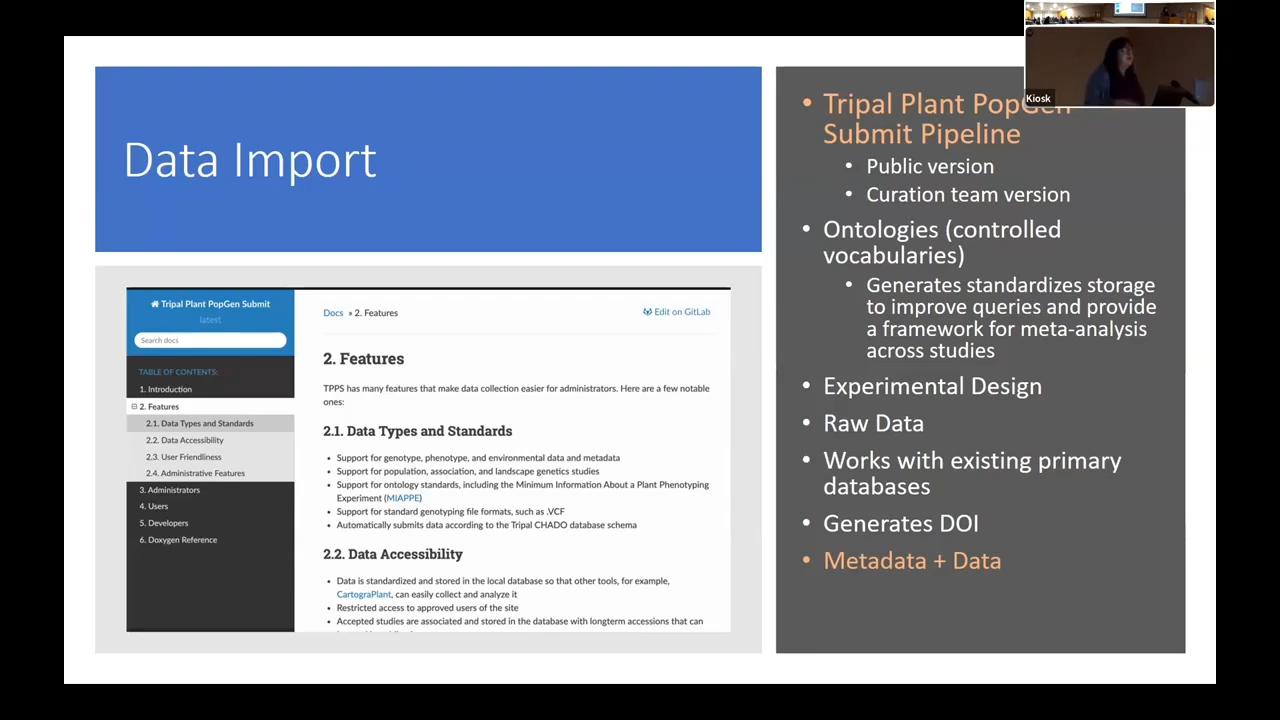 Kiosk
Data Import
Tripal Plant PopGen
Submit Pipeline
Public version
Curation team version
Ontologies (controlled
vocabularies)
Generates standardizes storage
to improve queries and provide
a framework for meta-analysis
across studies
Experimental Design
Raw Data
Works with existing primary
databases
Generates DOI
Metadata + Data
Tripal Plant PopGen Submit
latest
Search docs
TABLE OF CONTENTS:
1. Introduction
2. Features
2.1. Data Types and Standards
2.2. Data Accessibility
2.3. User Friendliness
2.4. Administrative Features
3. Administrators
4. Users
5. Developers
6. Doxygen Reference
Docs » 2. Features
Edit on GitLab
2. Features
TPPS has many features that make data collection easier for administrators. Here are a few notable
ones:
2.1. Data Types and Standards
Support for genotype, phenotype, and environmental data and metadata
Support for population, association, and landscape genetics studies
Support for ontology standards, including the Minimum Information About a Plant Phenotyping
Experiment (MIAPPE)
Support for standard genotyping file formats, such as .VCF
Automatically submits data according to the Tripal CHADO database schema
2.2. Data Accessibility
Data is standardized and stored in the local database so that other tools, for example,
CartograPlant, can easily collect and analyze it
Restricted access to approved users of the site
Accepted studies are associated and stored in the database with longterm accessions that can